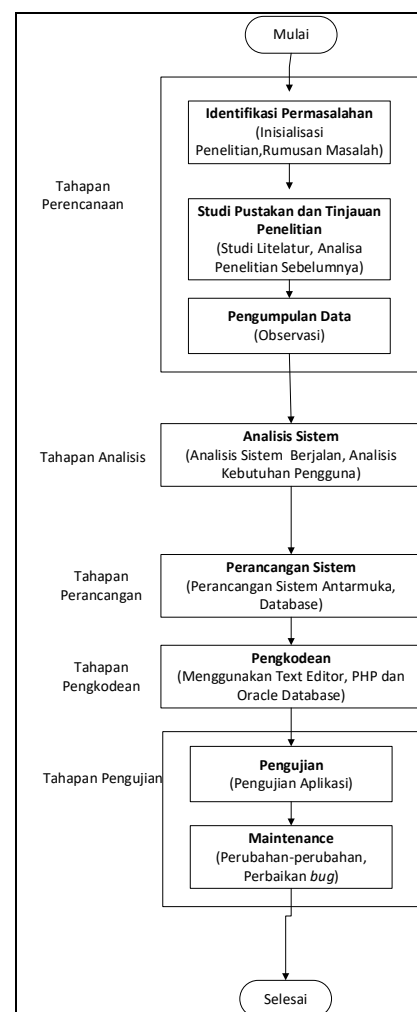 Mulai
Identifikasi Permasalahan
(Inisialisasi
Penelitian,Rumusan Masalah)
Tahapan
Perencanaan
Studi Pustakan dan Tinjauan
Penelitian
(Studi Litelatur, Analisa
Penelitian Sebelumnya)
Pengumpulan Data
(Observasi)
Tahapan Analisis
Analisis Sistem
(Analisis Sistem Berjalan, Analisis
Kebutuhan Pengguna)
Tahapan
Perancangan
Perancangan Sistem
(Perancangan Sistem Antarmuka,
Database)
Tahapan
Pengkodean
Pengkodean
(Menggunakan Text Editor, PHP dan
Oracle Database)
Tahapan Pengujian
Pengujian
(Pengujian Aplikasi)
Maintenance
(Perubahan-perubahan,
Perbaikan bug)
Selesai